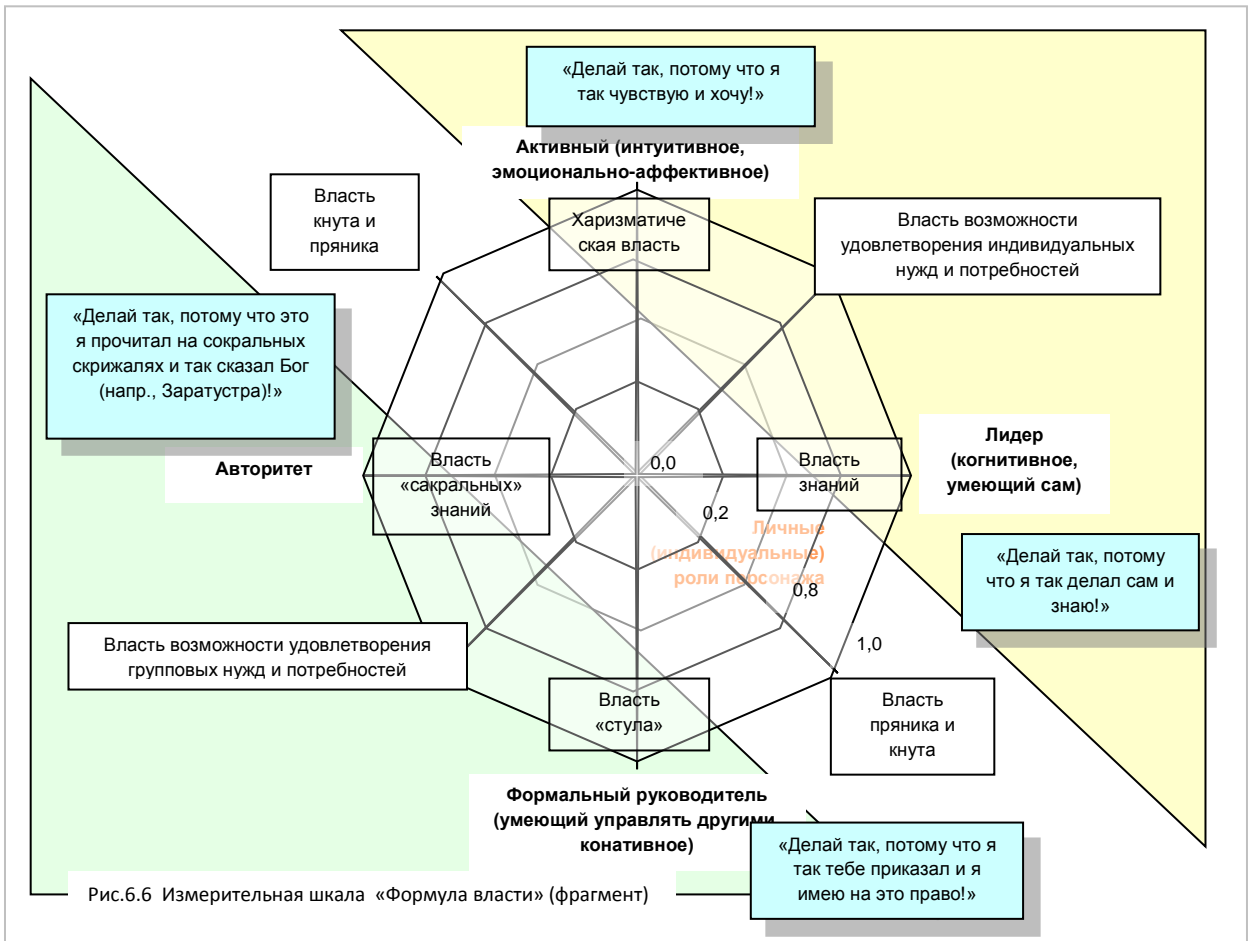 «Делай так, потому что я
так чувствую и хочу!»
Активный (интуитивное,
эмоционально-аффективное)
Власть
кнута и
пряника
Харизматиче
ская власть
Власть возможности
удовлетворения индивидуальных
нужд и потребностей
«Делай так, потому что это
я прочитал на сокральных
скрижалях и так сказал Бог
(напр., Заратустра)!»
Авторитет
Власть
«сакральных»
знаний
0,0
Власть
знаний
Лидер
(когнитивное,
умеющий сам)
0,2
Личные
(индивидуальные)
роли персонажа
0,8
1,0
«Делай так, потому
что я так делал сам и
знаю!»
Власть возможности удовлетворения
групповых нужд и потребностей
Власть
«стула»
Власть
пряника и
кнута
Формальный руководитель
(умеющий управлять другими
конативное)
«Делай так, потому что я
так тебе приказал и я
имею на это право!»
Рис.6.6 Измерительная шкала «Формула власти» (фрагмент)